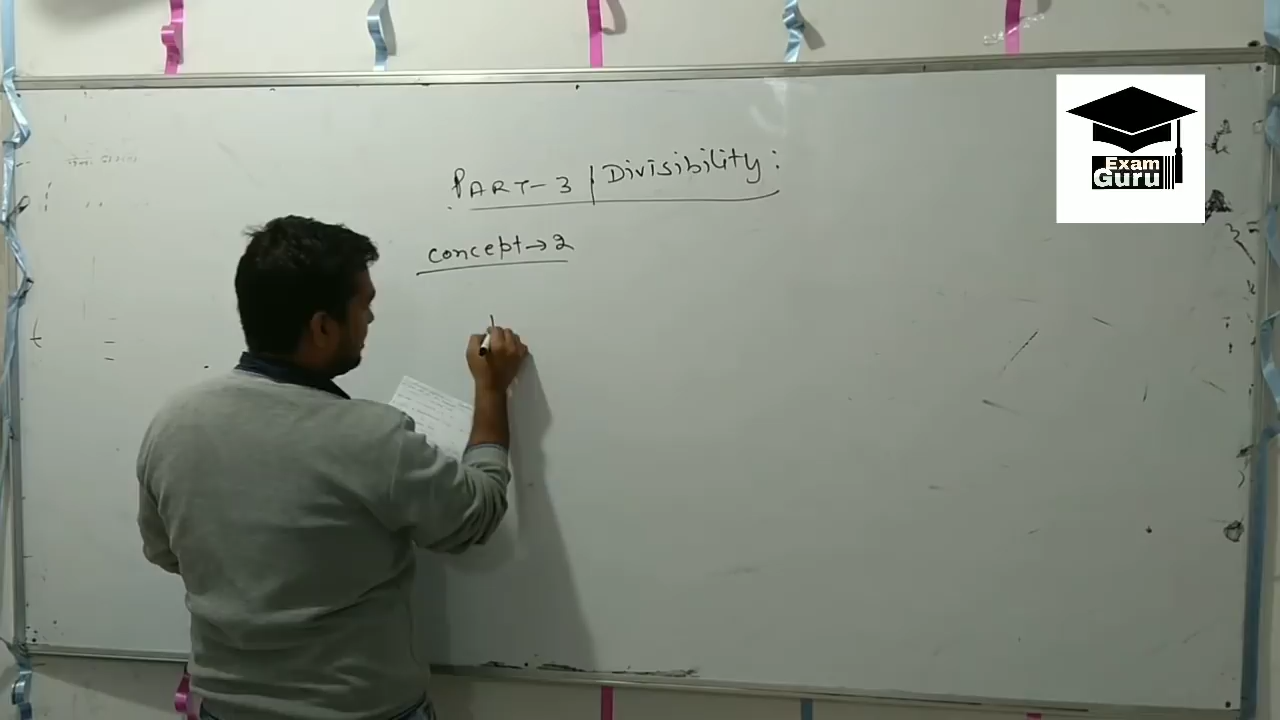 PART-3 | Divisibility:
concept→2
Exam
Guru